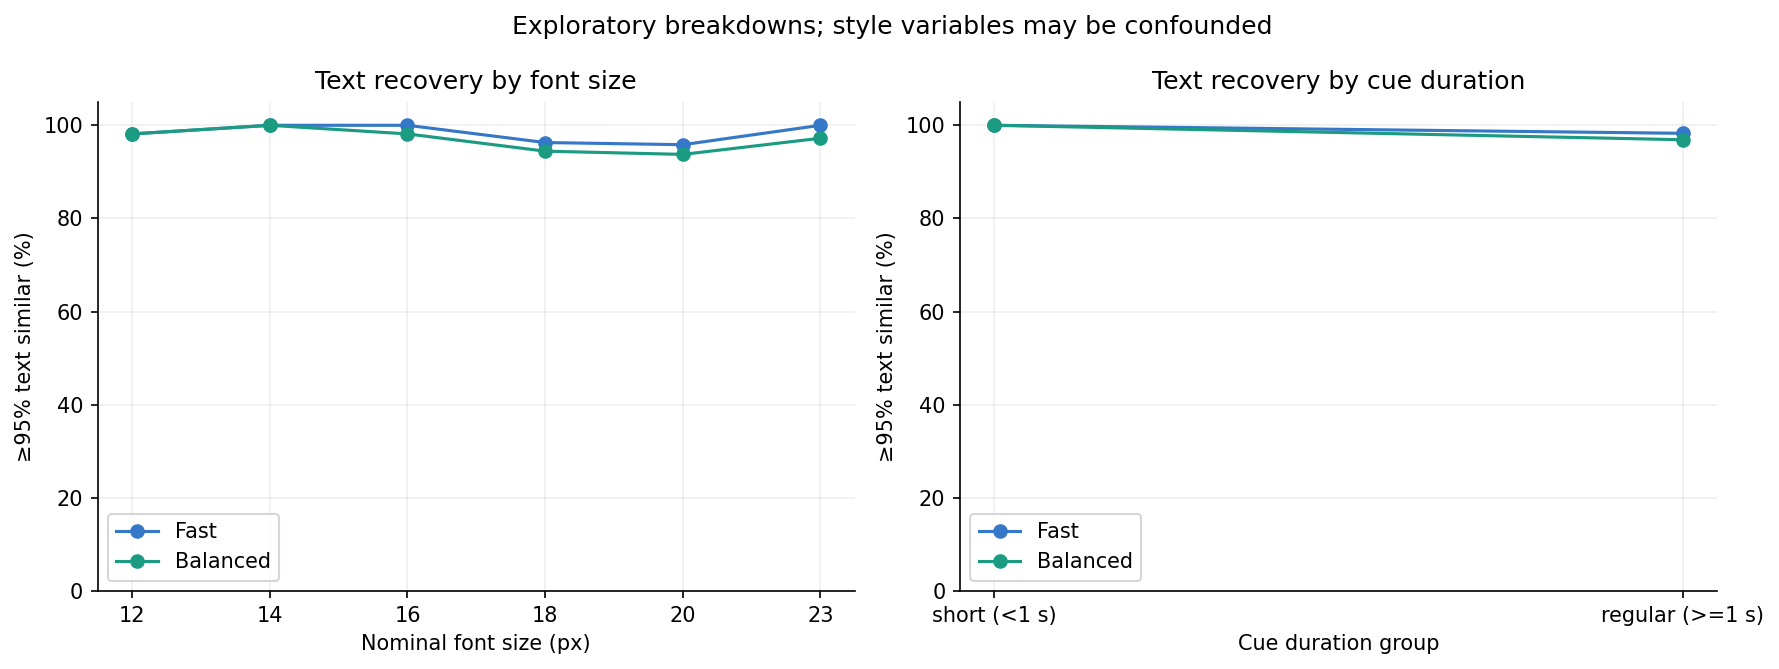 Exploratory breakdowns; style variables may be confounded
Text recovery by font size
≥95% text similar (%)
100
80
60
40
20
0
Fast
Balanced
12 14 16 18 20 23
Nominal font size (px)
Text recovery by cue duration
≥95% text similar (%)
100
80
60
40
20
0
Fast
Balanced
short (<1 s) regular (>=1 s)
Cue duration group